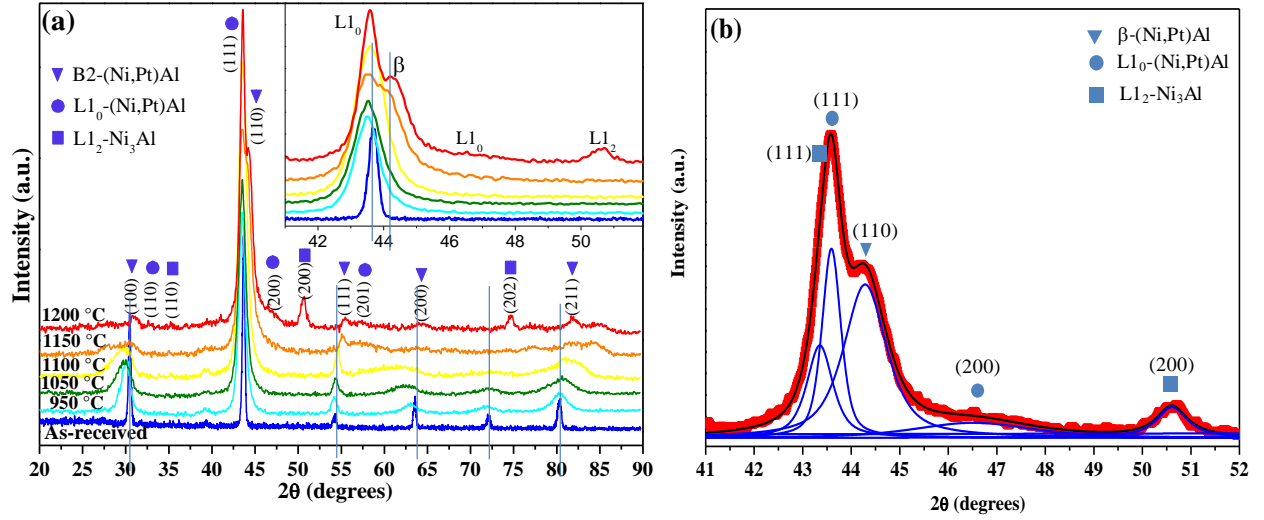 (a)
B2-(Ni,Pt)Al
L1₀-(Ni,Pt)Al
L1₂-Ni₃Al
(111)
(110)
L1₀
β
L1₀
L1₂
42 44 46 48 50
(100)
(110)
(110)
(200)
(200)
(111)
(201)
(200)
(202)
(211)
1200 °C
1150 °C
1100 °C
1050 °C
950 °C
As-received
Intensity (a.u.)
20 25 30 35 40 45 50 55 60 65 70 75 80 85 90
2θ (degrees)
(b)
β-(Ni,Pt)Al
L1₀-(Ni,Pt)Al
L1₂-Ni₃Al
(111)
(111)
(110)
(200)
(200)
Intensity (a.u.)
41 42 43 44 45 46 47 48 49 50 51 52
2θ (degrees)